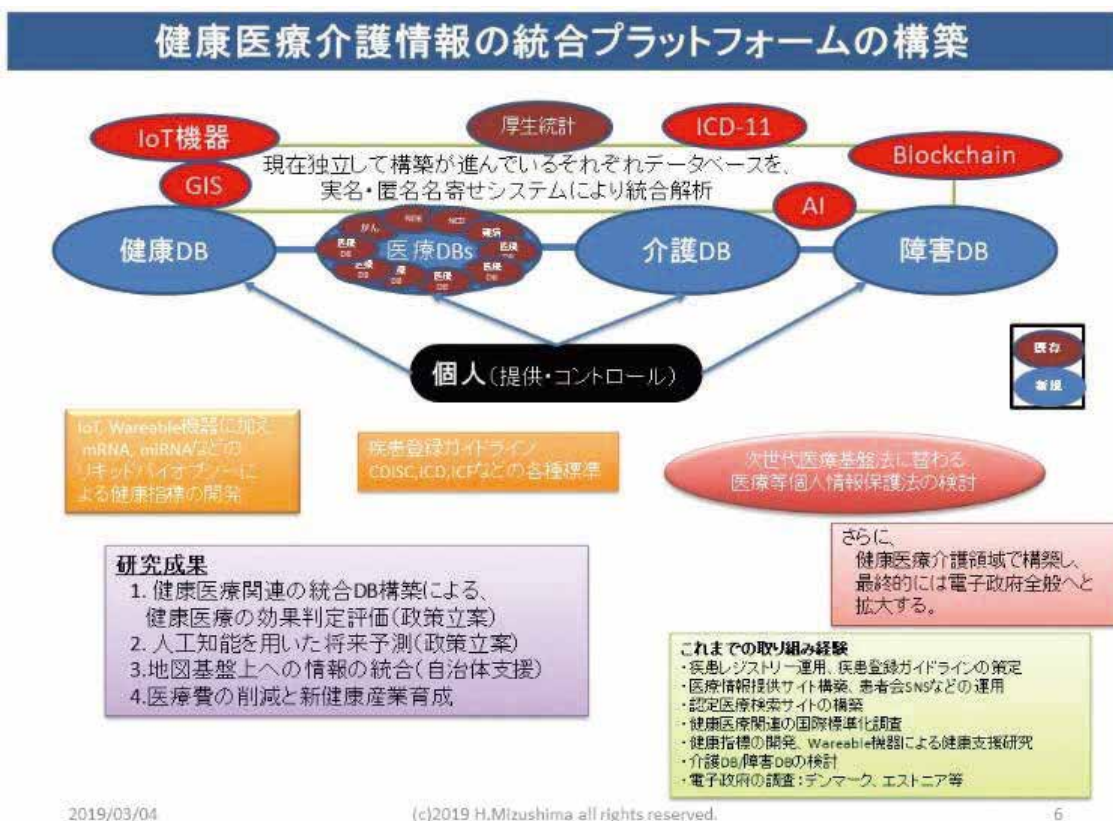 健康医療介護情報の統合プラットフォームの構築
IoT機器
厚生統計
ICD-11
Blockchain
現在独立して構築が進んでいるそれぞれデータベースを、
実名・匿名名寄せシステムにより統合解析
GIS
AI
健康DB
がん
NCD
医療DBs
医療DB
医療DB
医療DB
医療DB
介護DB
障害DB
個人(提供・コントロール)
既存
新規
IoT, Wareable機器に加え
mRNA, miRNAなどの
リキッドバイオプシーに
よる健康指標の開発
疾患登録ガイドライン
CDISC,ICD,ICFなどの各種標準
次世代医療基盤法に替わる
医療等個人情報保護法の検討
さらに、
健康医療介護領域で構築し、
最終的には電子政府全般へと
拡大する。
研究成果
1. 健康医療関連の統合DB構築による、
健康医療の効果判定評価(政策立案)
2. 人工知能を用いた将来予測(政策立案)
3.地図基盤上への情報の統合(自治体支援)
4.医療費の削減と新健康産業育成
これまでの取り組み経験
・疾患レジストリー運用、疾患登録ガイドラインの策定
・医療情報提供サイト構築、患者会SNSなどの運用
・認定医療検索サイトの構築
・健康医療関連の国際標準化調査
・健康指標の開発、Wareable機器による健康支援研究
・介護DB/障害DBの検討
・電子政府の調査:デンマーク、エストニア等
2019/03/04
(c)2019 H.Mizushima all rights reserved.
6